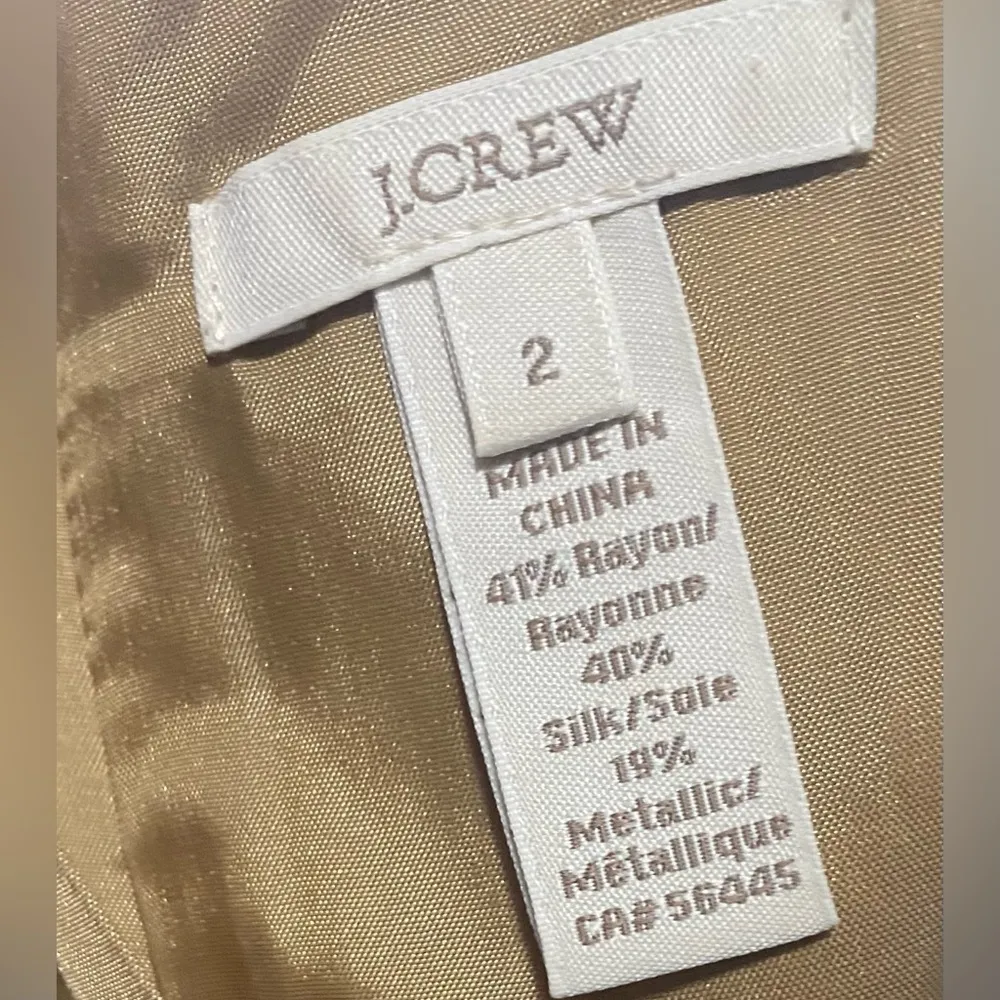 J.CREW
2
MADE IN
CHINA
41% Rayon/
Rayonne
40%
Silk/Soie
19%
Metallic/
Métallique
CA# 56445